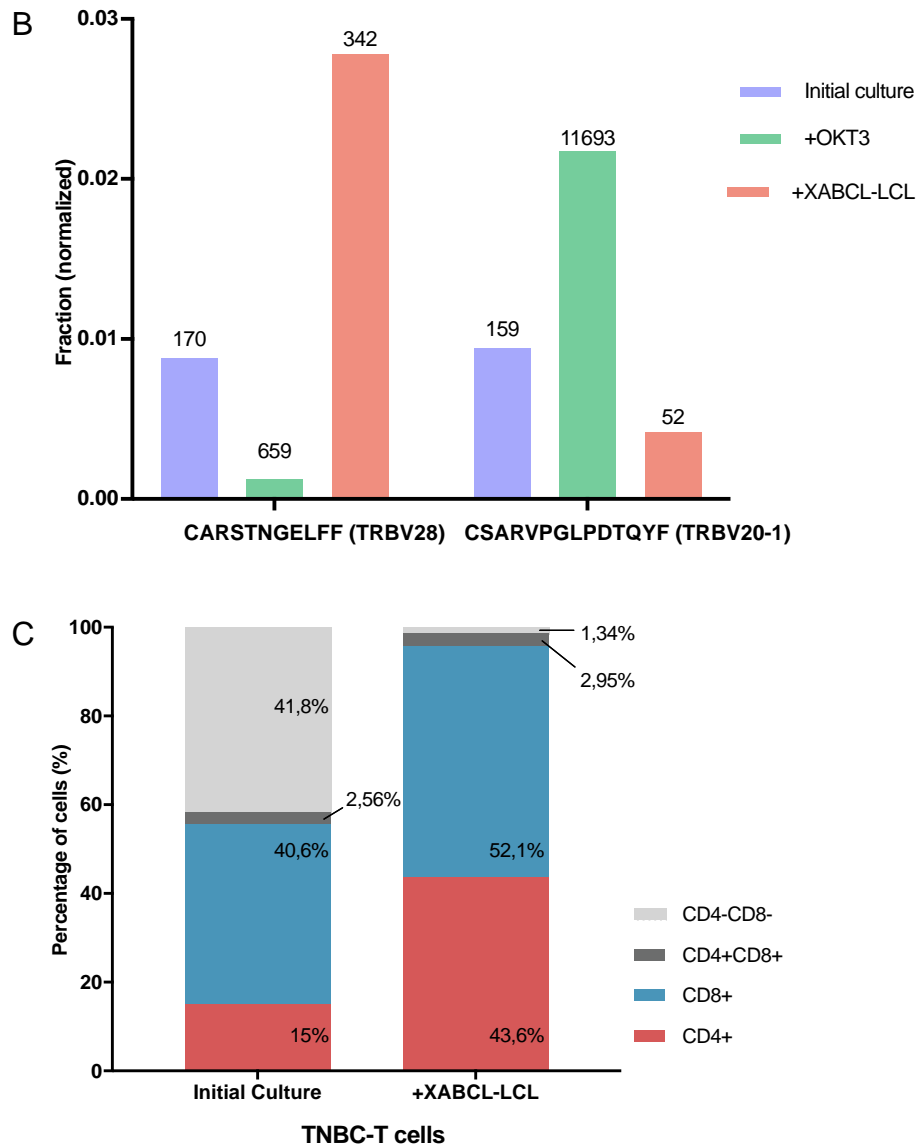 B
Fraction (normalized)
0.03
0.02
0.01
0.00
170
659
342
159
11693
52
CARSTNGELFF (TRBV28)
CSARVPGLPDTQYF (TRBV20-1)
Initial culture
+OKT3
+XABCL-LCL
C
Percentage of cells (%)
100
80
60
40
20
0
41,8%
2,56%
40,6%
15%
1,34%
2,95%
52,1%
43,6%
Initial Culture
+XABCL-LCL
TNBC-T cells
CD4-CD8-
CD4+CD8+
CD8+
CD4+